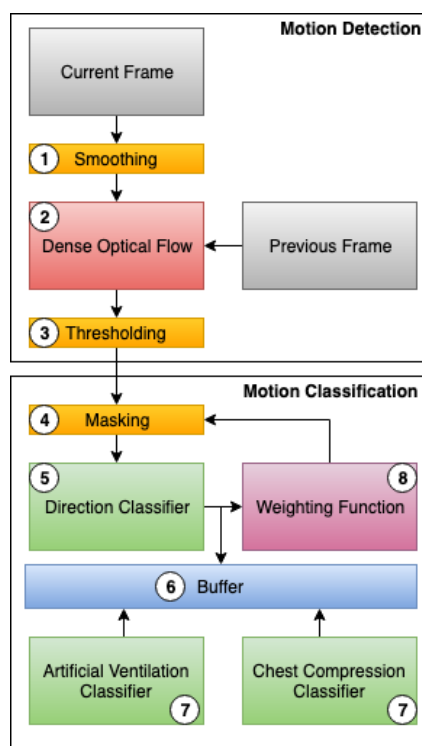 Motion Detection
Current Frame
1 Smoothing
2
Dense Optical Flow
Previous Frame
3 Thresholding
Motion Classification
4 Masking
5
8
Direction Classifier
Weighting Function
6 Buffer
Artificial Ventilation
Classifier
7
Chest Compression
Classifier
7